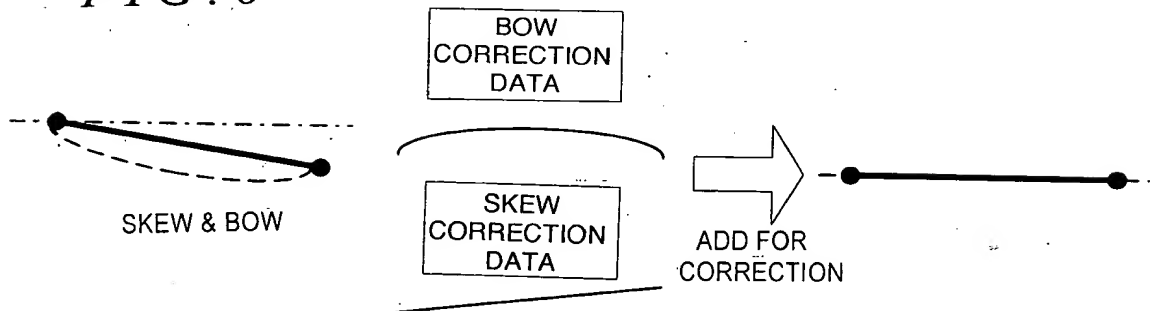 BOW
CORRECTION
DATA
SKEW & BOW
SKEW
CORRECTION
DATA
ADD FOR
CORRECTION